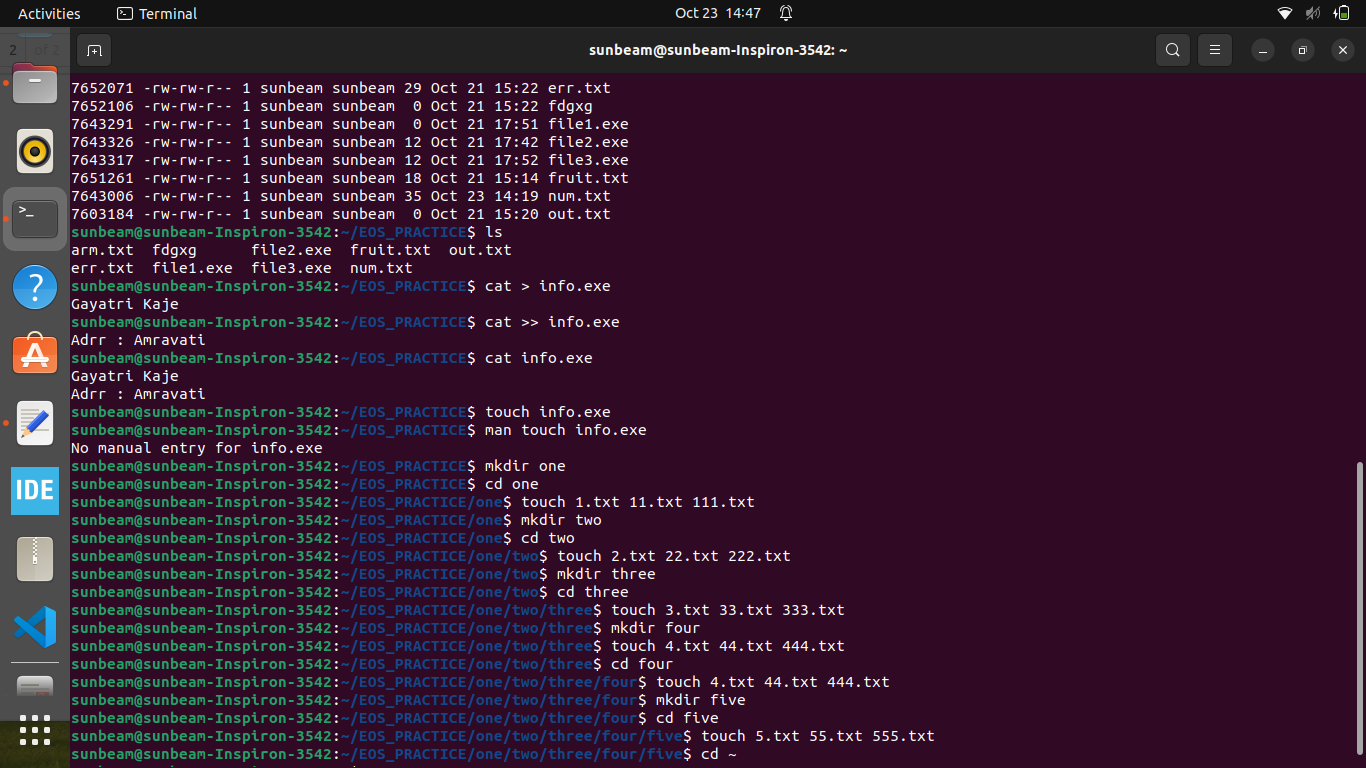 Activities Terminal Oct 23 14:47
2 of 2
sunbeam@sunbeam-Inspiron-3542: ~
7652071 -rw-rw-r-- 1 sunbeam sunbeam 29 Oct 21 15:22 err.txt
7652106 -rw-rw-r-- 1 sunbeam sunbeam  0 Oct 21 15:22 fdgxg
7643291 -rw-rw-r-- 1 sunbeam sunbeam  0 Oct 21 17:51 file1.exe
7643326 -rw-rw-r-- 1 sunbeam sunbeam 12 Oct 21 17:42 file2.exe
7643317 -rw-rw-r-- 1 sunbeam sunbeam 12 Oct 21 17:52 file3.exe
7651261 -rw-rw-r-- 1 sunbeam sunbeam 18 Oct 21 15:14 fruit.txt
7643006 -rw-rw-r-- 1 sunbeam sunbeam 35 Oct 23 14:19 num.txt
7603184 -rw-rw-r-- 1 sunbeam sunbeam  0 Oct 21 15:20 out.txt
sunbeam@sunbeam-Inspiron-3542:~/EOS_PRACTICE$ ls
arm.txt  fdgxg      file2.exe  fruit.txt  out.txt
err.txt  file1.exe  file3.exe  num.txt
sunbeam@sunbeam-Inspiron-3542:~/EOS_PRACTICE$ cat > info.exe
Gayatri Kaje
sunbeam@sunbeam-Inspiron-3542:~/EOS_PRACTICE$ cat >> info.exe
Adrr : Amravati
sunbeam@sunbeam-Inspiron-3542:~/EOS_PRACTICE$ cat info.exe
Gayatri Kaje
Adrr : Amravati
sunbeam@sunbeam-Inspiron-3542:~/EOS_PRACTICE$ touch info.exe
sunbeam@sunbeam-Inspiron-3542:~/EOS_PRACTICE$ man touch info.exe
No manual entry for info.exe
sunbeam@sunbeam-Inspiron-3542:~/EOS_PRACTICE$ mkdir one
sunbeam@sunbeam-Inspiron-3542:~/EOS_PRACTICE$ cd one
sunbeam@sunbeam-Inspiron-3542:~/EOS_PRACTICE/one$ touch 1.txt 11.txt 111.txt
sunbeam@sunbeam-Inspiron-3542:~/EOS_PRACTICE/one$ mkdir two
sunbeam@sunbeam-Inspiron-3542:~/EOS_PRACTICE/one$ cd two
sunbeam@sunbeam-Inspiron-3542:~/EOS_PRACTICE/one/two$ touch 2.txt 22.txt 222.txt
sunbeam@sunbeam-Inspiron-3542:~/EOS_PRACTICE/one/two$ mkdir three
sunbeam@sunbeam-Inspiron-3542:~/EOS_PRACTICE/one/two$ cd three
sunbeam@sunbeam-Inspiron-3542:~/EOS_PRACTICE/one/two/three$ touch 3.txt 33.txt 333.txt
sunbeam@sunbeam-Inspiron-3542:~/EOS_PRACTICE/one/two/three$ mkdir four
sunbeam@sunbeam-Inspiron-3542:~/EOS_PRACTICE/one/two/three$ touch 4.txt 44.txt 444.txt
sunbeam@sunbeam-Inspiron-3542:~/EOS_PRACTICE/one/two/three$ cd four
sunbeam@sunbeam-Inspiron-3542:~/EOS_PRACTICE/one/two/three/four$ touch 4.txt 44.txt 444.txt
sunbeam@sunbeam-Inspiron-3542:~/EOS_PRACTICE/one/two/three/four$ mkdir five
sunbeam@sunbeam-Inspiron-3542:~/EOS_PRACTICE/one/two/three/four$ cd five
sunbeam@sunbeam-Inspiron-3542:~/EOS_PRACTICE/one/two/three/four/five$ touch 5.txt 55.txt 555.txt
sunbeam@sunbeam-Inspiron-3542:~/EOS_PRACTICE/one/two/three/four/five$ cd ~
IDE